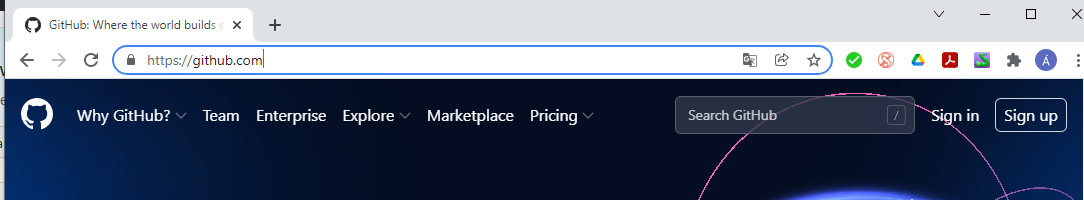 GitHub: Where the world builds s
https://github.com
Á
Why GitHub? Team Enterprise Explore Marketplace Pricing Search GitHub / Sign in Sign up